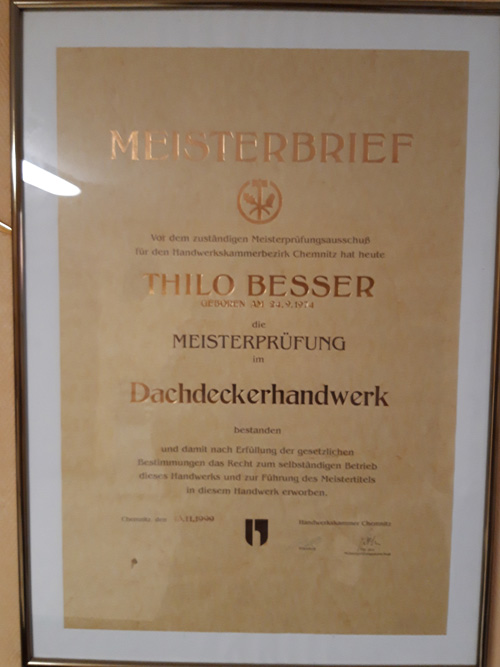 MEISTERBRIEF
Vor dem zuständigen Meisterprüfungsausschuß
für den Handwerkskammerbezirk Chemnitz hat heute
THILO BESSER
GEBOREN AM 24.9.1974
die
MEISTERPRÜFUNG
im
Dachdeckerhandwerk
bestanden
und damit nach Erfüllung der gesetzlichen
Bestimmungen das Recht zum selbständigen Betrieb
dieses Handwerks und zur Führung des Meistertitels
in diesem Handwerk erworben.
Chemnitz, den
Handwerkskammer Chemnitz